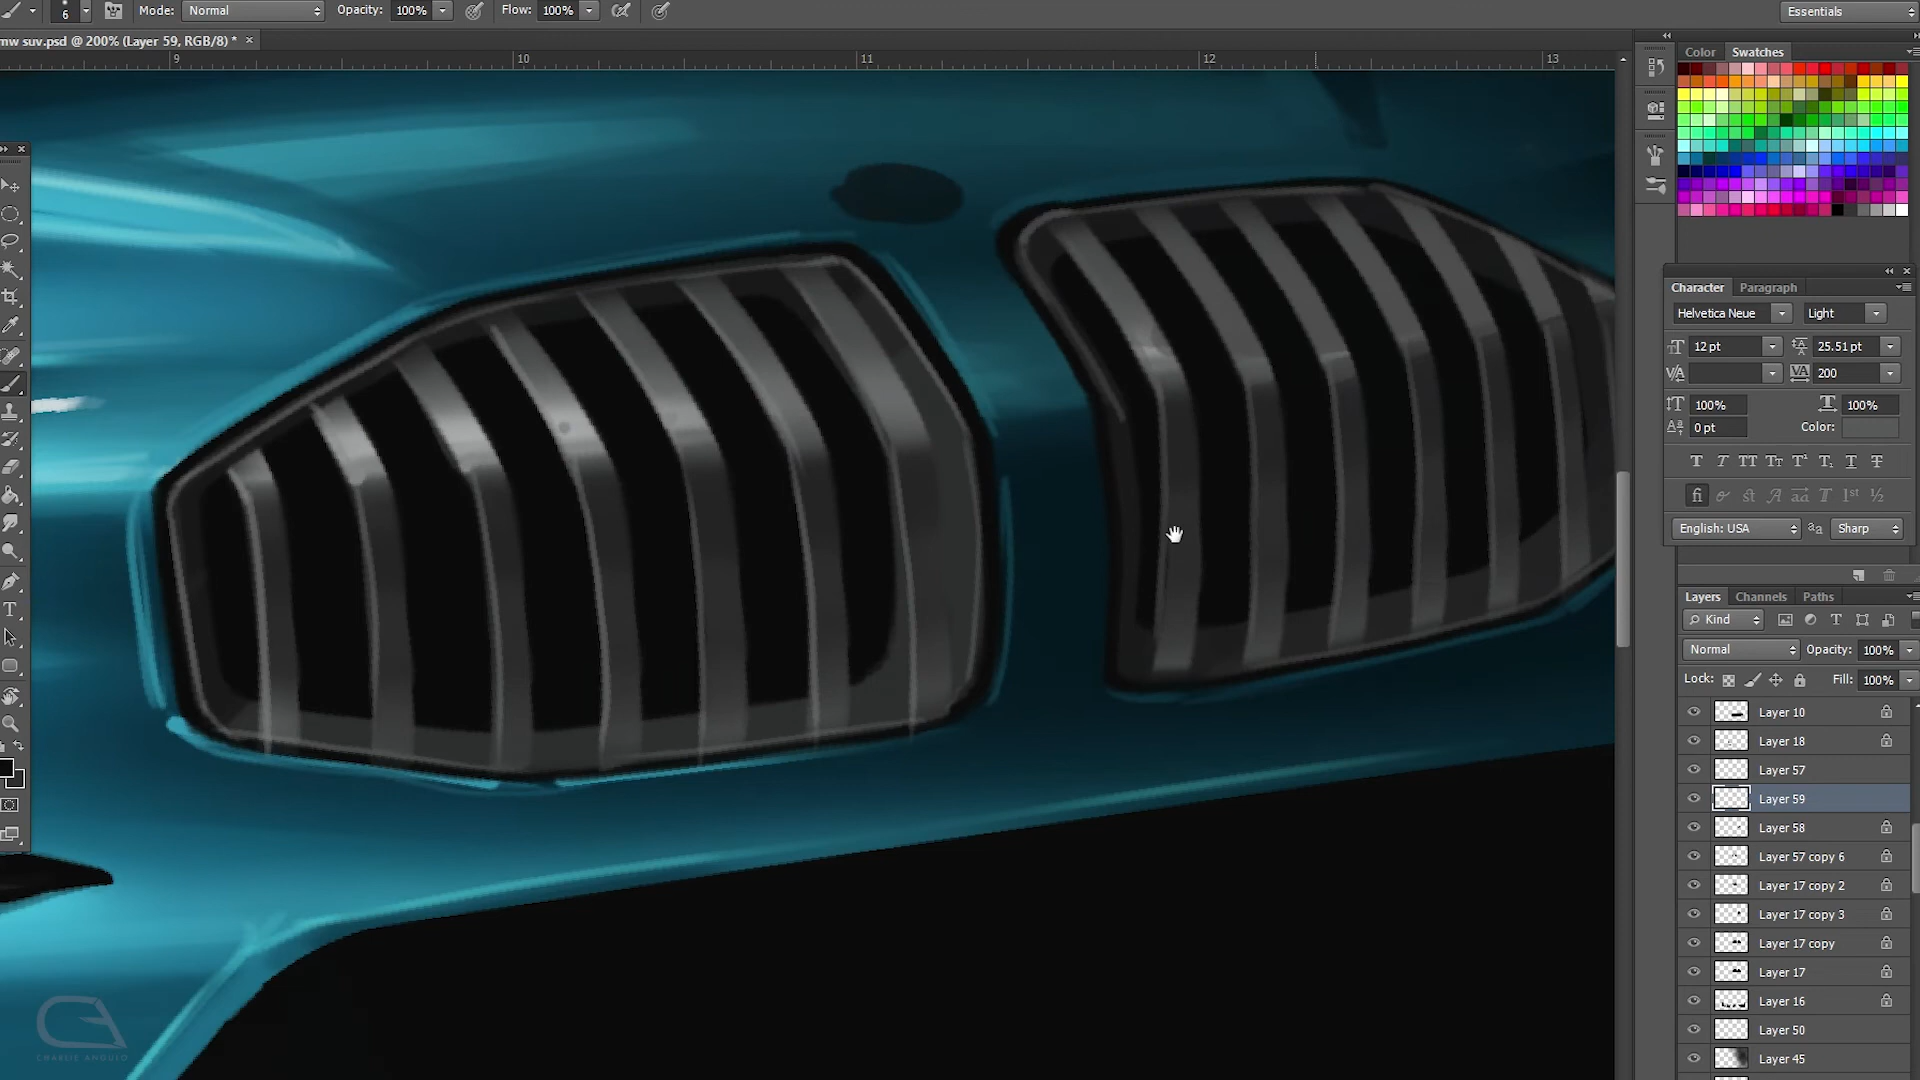 6
Mode: Normal Opacity: 100% Flow: 100%
Essentials
mw suv.psd @ 200% (Layer 59, RGB/8) * ×
9 10 11 12 13
Color Swatches
Character Paragraph
Helvetica Neue Light
12 pt 25.51 pt
200
100% 100%
0 pt Color:
English: USA Sharp
Layers Channels Paths
Kind
Normal Opacity: 100%
Lock: Fill: 100%
Layer 10
Layer 18
Layer 57
Layer 59
Layer 58
Layer 57 copy 6
Layer 17 copy 2
Layer 17 copy 3
Layer 17 copy
Layer 17
Layer 16
Layer 50
Layer 45
CHARLIE ANGULO